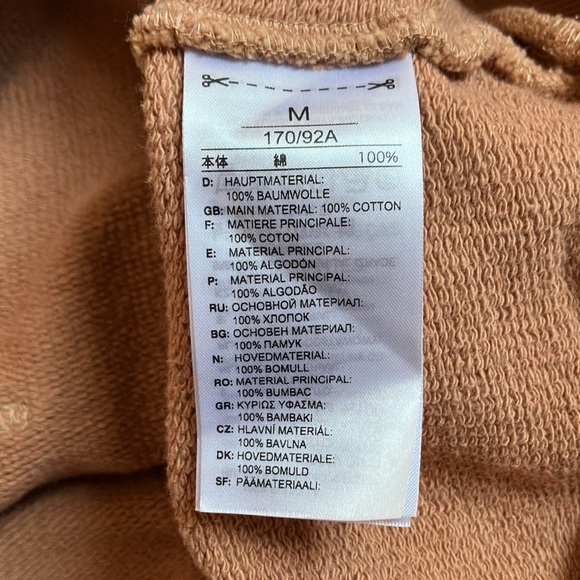 M
170/92A
本体 綿 100%
D: HAUPTMATERIAL:
100% BAUMWOLLE
GB: MAIN MATERIAL: 100% COTTON
F: MATIERE PRINCIPALE:
100% COTON
E: MATERIAL PRINCIPAL:
100% ALGODÓN
P: MATERIAL PRINCIPAL:
100% ALGODÃO
RU: ОСНОВНОЙ МАТЕРИАЛ:
100% ХЛОПОК
BG: ОСНОВЕН МАТЕРИАЛ:
100% ПАМУК
N: HOVEDMATERIAL:
100% BOMULL
RO: MATERIAL PRINCIPAL:
100% BUMBAC
GR: ΚΥΡΙΩΣ ΥΦΑΣΜΑ:
100% ΒΑΜΒΑΚΙ
CZ: HLAVNÍ MATERIÁL:
100% BAVLNA
DK: HOVEDMATERIALE:
100% BOMULD
SF: PÄÄMATERIAALI: